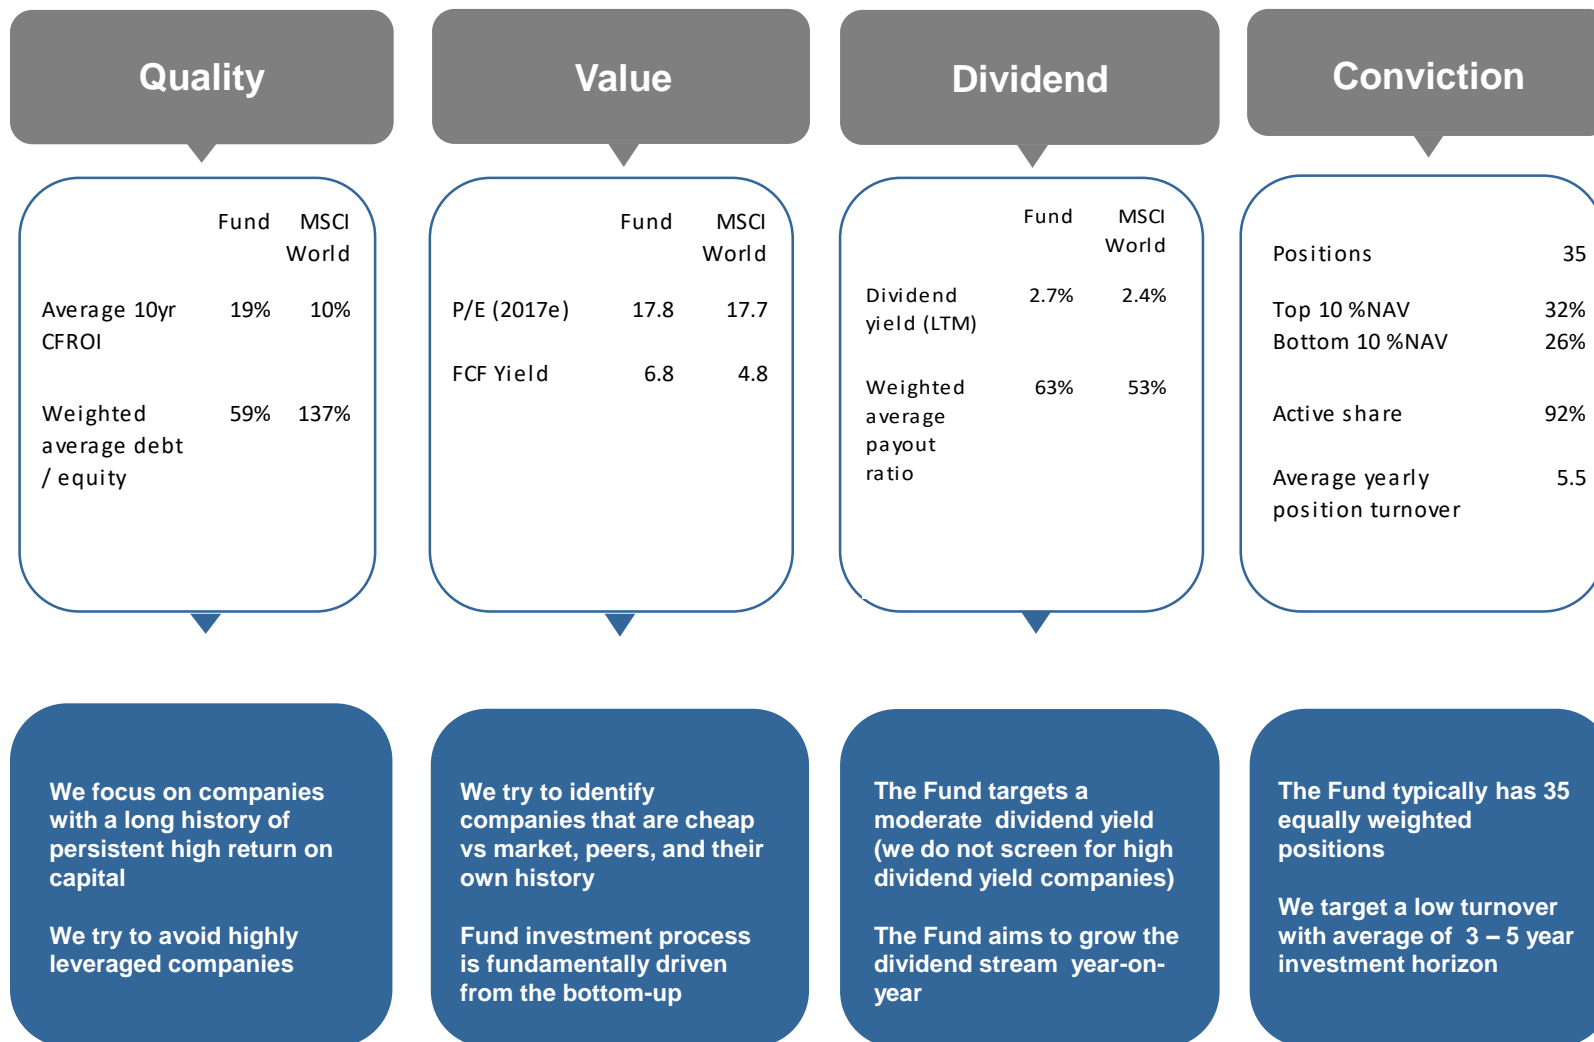 Quality
Fund MSCI
World
Average 10yr 19% 10%
CFROI
Weighted 59% 137%
average debt
/ equity
We focus on companies
with a long history of
persistent high return on
capital
We try to avoid highly
leveraged companies
Value
Fund MSCI
World
P/E (2017e) 17.8 17.7
FCF Yield 6.8 4.8
We try to identify
companies that are cheap
vs market, peers, and their
own history
Fund investment process
is fundamentally driven
from the bottom-up
Dividend
Fund MSCI
World
Dividend 2.7% 2.4%
yield (LTM)
Weighted 63% 53%
average
payout
ratio
The Fund targets a
moderate dividend yield
(we do not screen for high
dividend yield companies)
The Fund aims to grow the
dividend stream year-on-
year
Conviction
Positions 35
Top 10 %NAV 32%
Bottom 10 %NAV 26%
Active share 92%
Average yearly 5.5
position turnover
The Fund typically has 35
equally weighted
positions
We target a low turnover
with average of 3 – 5 year
investment horizon